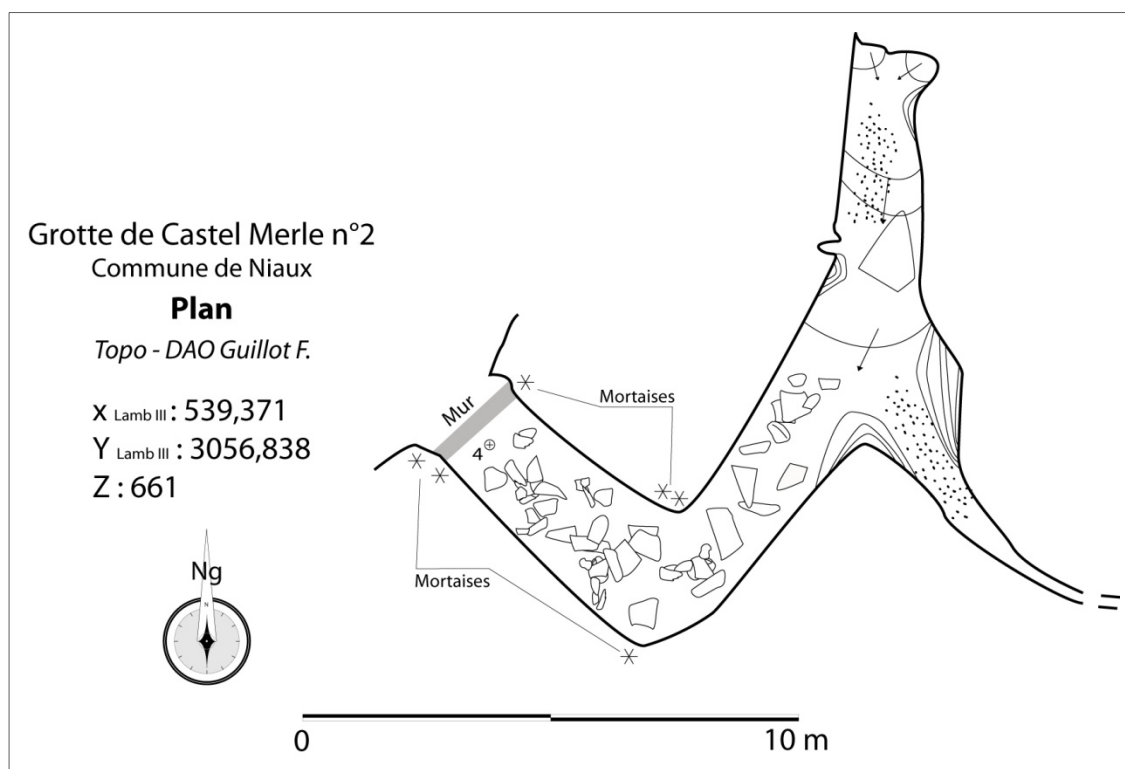 Grotte de Castel Merle n°2
Commune de Niaux
Plan
Topo - DAO Guillot F.
x Lamb III : 539,371
Y Lamb III : 3056,838
Z : 661
Ng
N
Mur
4
Mortaises
Mortaises
0
10 m